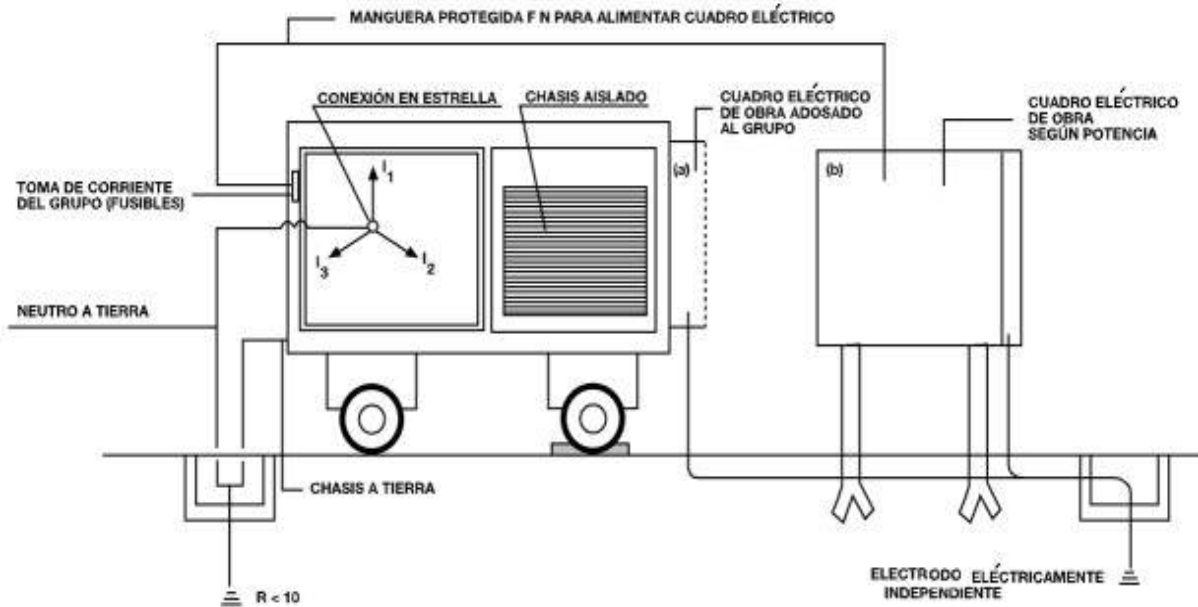 MANGUERA PROTEGIDA F N PARA ALIMENTAR CUADRO ELÉCTRICO
CONEXIÓN EN ESTRELLA
CHASIS AISLADO
CUADRO ELÉCTRICO
DE OBRA ADOSADO
AL GRUPO
CUADRO ELÉCTRICO
DE OBRA
SEGÚN POTENCIA
(a)
(b)
TOMA DE CORRIENTE
DEL GRUPO (FUSIBLES)
I1
I3
I2
NEUTRO A TIERRA
CHASIS A TIERRA
ELECTRODO ELÉCTRICAMENTE
INDEPENDIENTE
R < 10